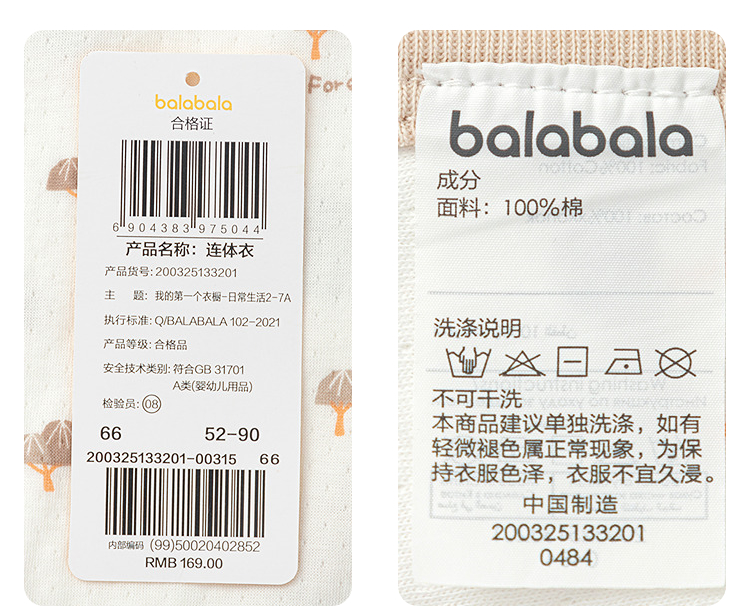 Fore
balabala
合格证
6904383975044
产品名称：连体衣
产品货号：200325133201
主 题：我的第一个衣橱-日常生活2-7A
执行标准：Q/BALABALA 102-2021
产品等级：合格品
安全技术类别：符合GB 31701
A类(婴幼儿用品)
检验员：08
66 52-90
200325133201-00315 66
内部编码 (99)50020402852
RMB 169.00
balabala
成分
面料：100%棉
Fabric: 100%Cotton
洗涤说明
不可干洗
本商品建议单独洗涤，如有
轻微褪色属正常现象，为保
持衣服色泽，衣服不宜久浸。
Washing Instructions
中国制造
200325133201
0484